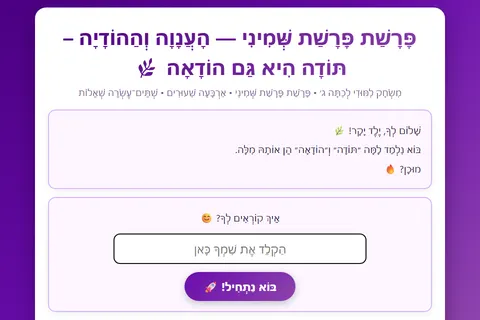 פָּרָשַׁת פָּרָשַׁת שְּׁמִינִי — הָעֲנָוָה וְהַהוֹדָיָה –
תּוֹדָה הִיא גַּם הוֹדָאָה 🌿
מִשְׂחַק לִמּוּדִי לְכִתָּה ג׳ • פָּרָשַׁת פָּרָשַׁת שְּׁמִינִי • אַרְבָּעָה שִׁעוּרִים • שְׁתֵּים־עֶשְׂרֵה שְׁאֵלוֹת
שָׁלוֹם לְךָ, יֶלֶד יָקָר! 🌿
בּוֹא נִלְמַד לָמָּה "תּוֹדָה" וְ"הוֹדָאָה" הֵן אוֹתָהּ מִלָּה.
מוּכָן? 🔥
אֵיךְ קוֹרְאִים לְךָ? 😊
הַקְלֵד אֶת שִׁמְךָ כָּאן
בּוֹא נַתְחִיל! 🚀